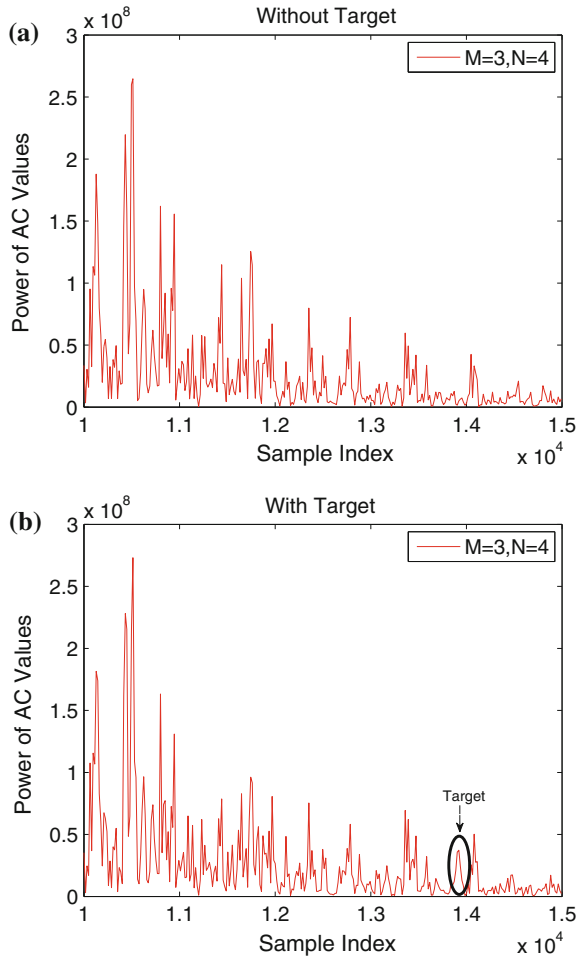 (a)
Without Target
x 10^8
M=3,N=4
3
2.5
2
1.5
1
0.5
0
Power of AC Values
1 1.1 1.2 1.3 1.4 1.5
Sample Index
x 10^4
(b)
With Target
x 10^8
M=3,N=4
3
2.5
2
1.5
1
0.5
0
Power of AC Values
Target
1 1.1 1.2 1.3 1.4 1.5
Sample Index
x 10^4